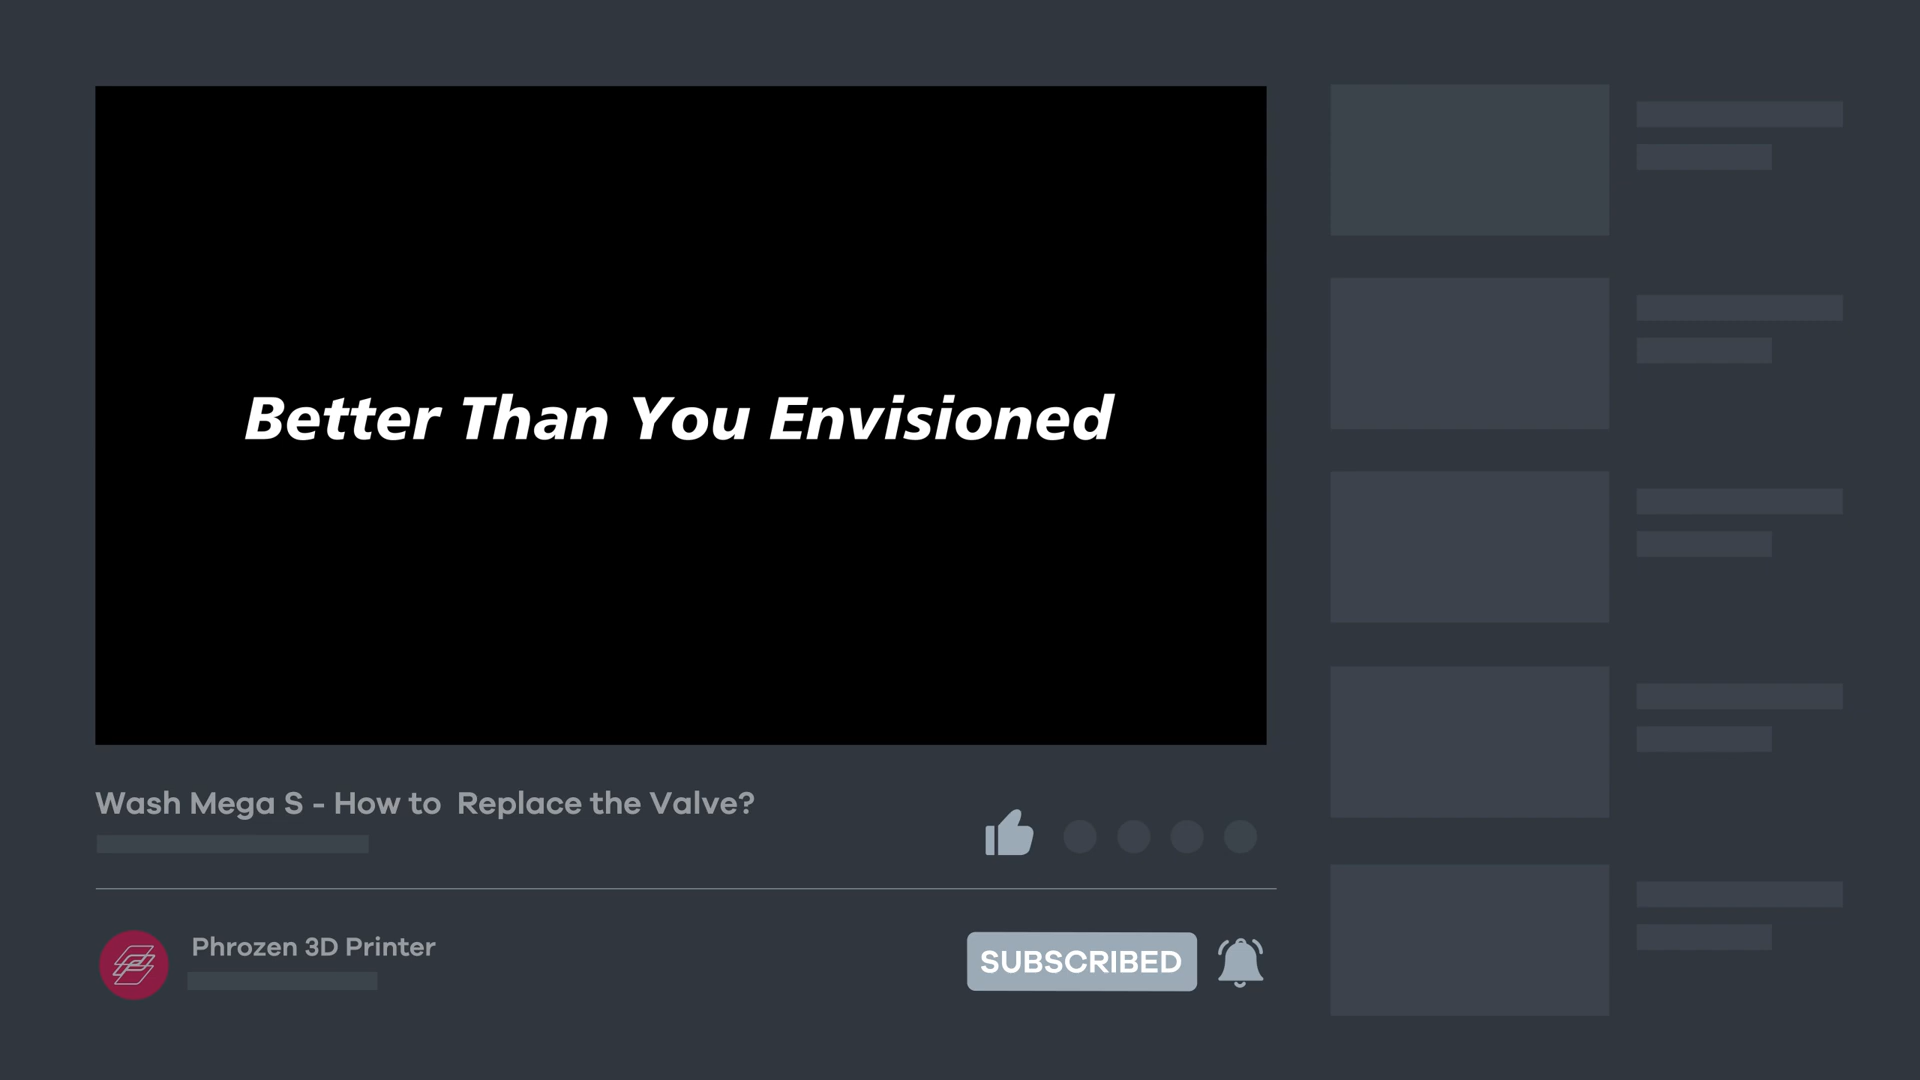 Better Than You Envisioned
Wash Mega S - How to  Replace the Valve?
Phrozen 3D Printer
SUBSCRIBED